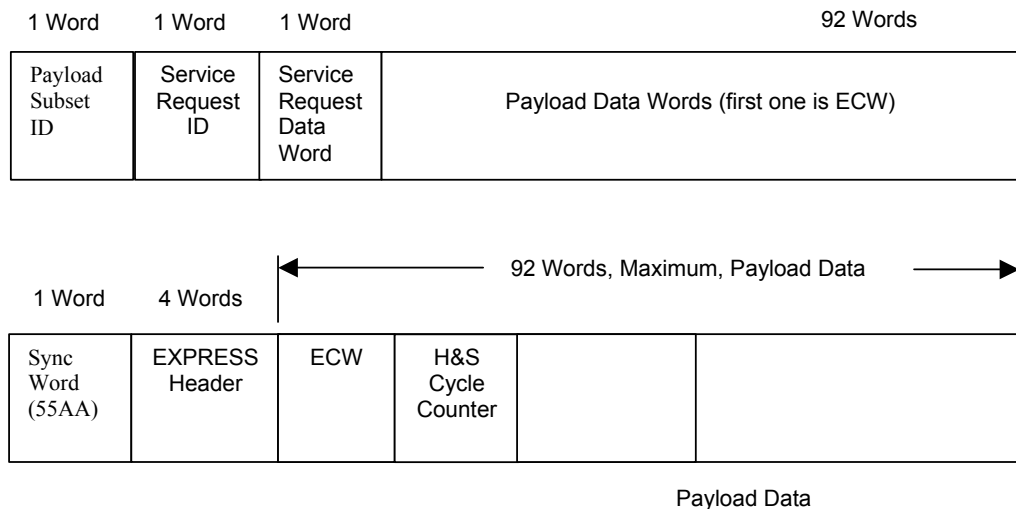 1 Word 1 Word 1 Word 92 Words
Payload
Subset
ID
Service
Request
ID
Service
Request
Data
Word
Payload Data Words (first one is ECW)
92 Words, Maximum, Payload Data
1 Word 4 Words
Sync
Word
(55AA)
EXPRESS
Header
ECW
H&S
Cycle
Counter
Payload Data